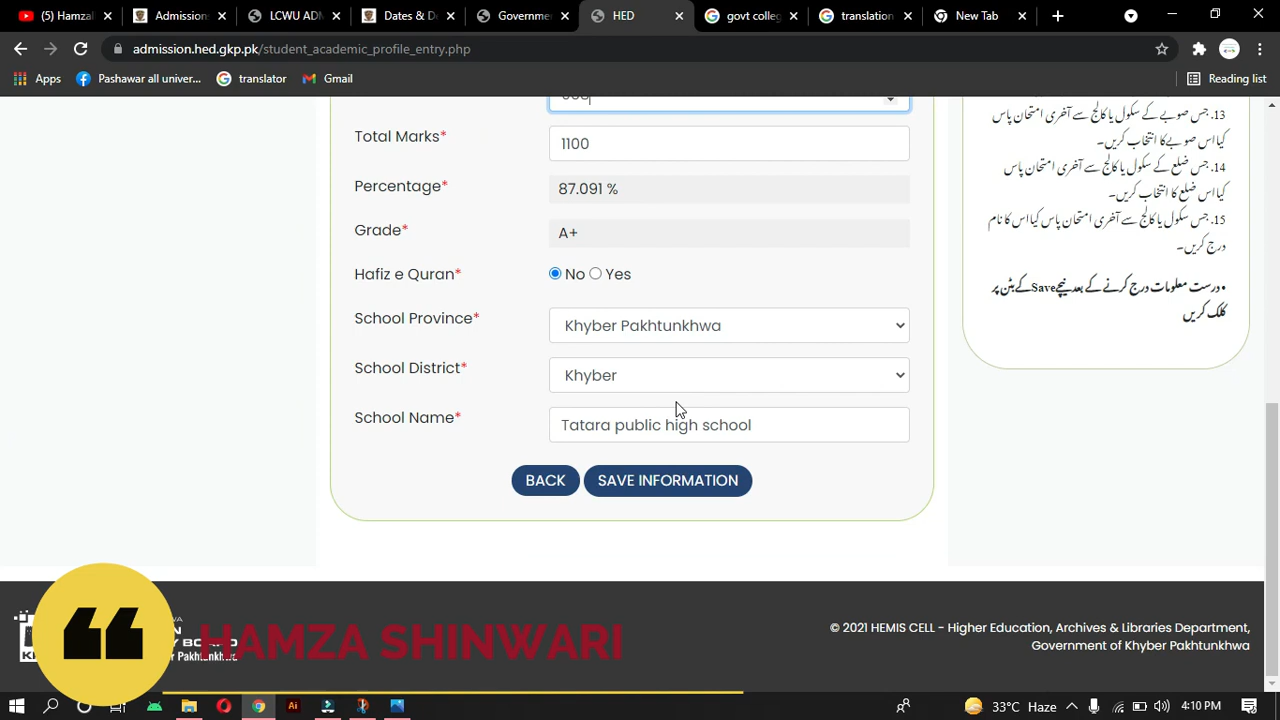 (5) Hamzal
Admissions
LCWU ADM
Dates & De
Governme
HED
govt colle
translation
New Tab
admission.hed.gkp.pk/student_academic_profile_entry.php
Apps
Pashawar all univer...
translator
Gmail
Reading list
Total Marks*
1100
Percentage*
87.091 %
Grade*
A+
Hafiz e Quran*
No Yes
School Province*
Khyber Pakhtunkhwa
School District*
Khyber
School Name*
Tatara public high school
BACK
SAVE INFORMATION
13. جس صوبے کے سکول یا کالج سے آخری امتحان پاس
کیا اس صوبے کا انتخاب کریں۔
14. جس ضلع کے سکول یا کالج سے آخری امتحان پاس
کیا اس ضلع کا انتخاب کریں۔
15. جس سکول یا کالج سے آخری امتحان پاس کیا اس کا نام
درج کریں۔
• درست معلومات درج کرنے کے بعد نیچے Save کے بٹن پر
کلک کریں
HAMZA SHINWARI
© 2021 HEMIS CELL - Higher Education, Archives & Libraries Department,
Government of Khyber Pakhtunkhwa
33°C Haze
4:10 PM